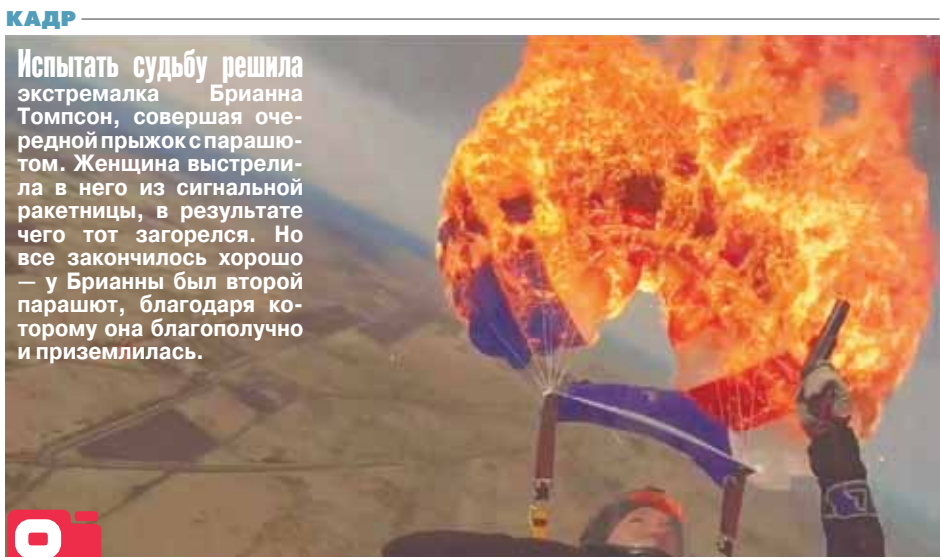 КАДР
Испытать судьбу решила
экстремалка Брианна
Томпсон, совершая оче-
редной прыжок с парашю-
том. Женщина выстрели-
ла в него из сигнальной
ракетницы, в результате
чего тот загорелся. Но
все закончилось хорошо
— у Брианны был второй
парашют, благодаря ко-
торому она благополучно
и приземлилась.